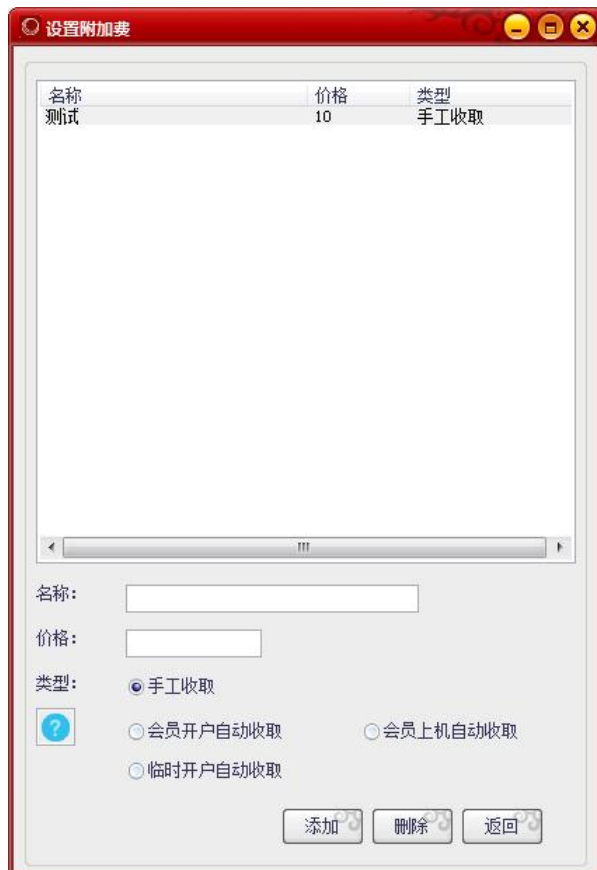 设置附加费
名称 价格 类型
测试 10 手工收取
名称:
价格:
类型: 手工收取
? 会员开户自动收取 会员上机自动收取
临时开户自动收取
添加 删除 返回